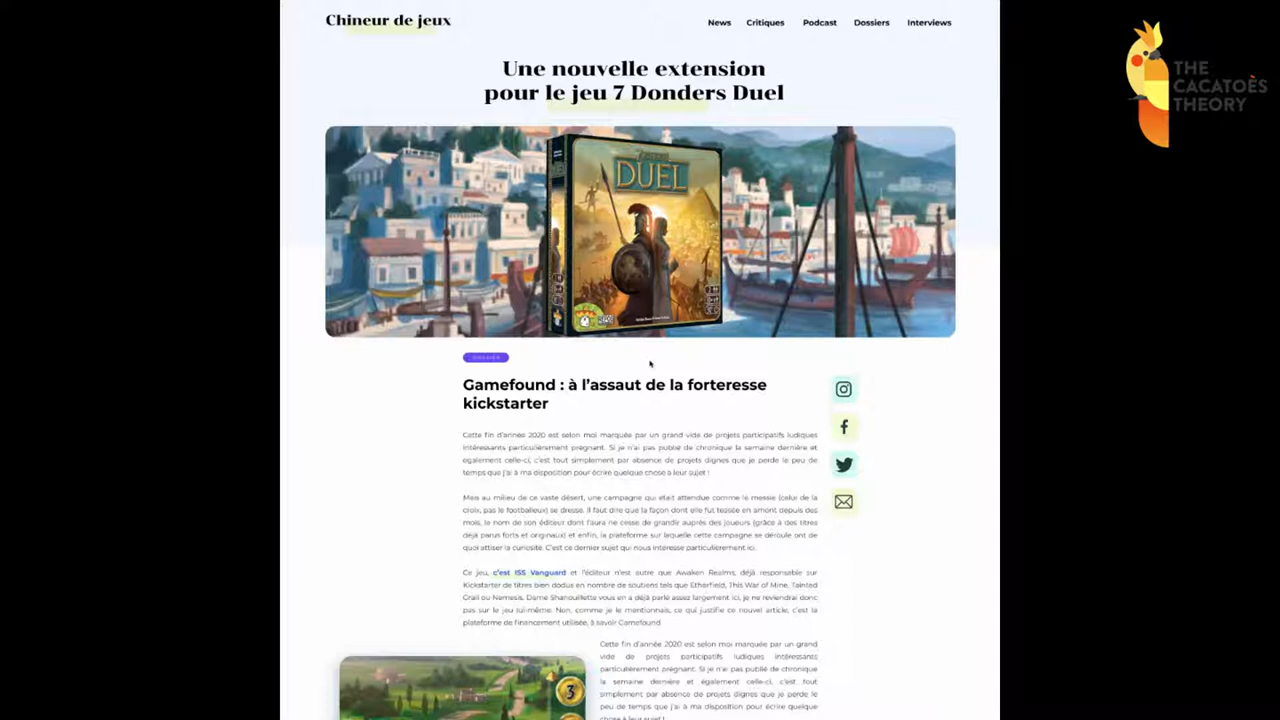 Chineur de jeux
News Critiques Podcast Dossiers Interviews
THE
CACATOÈS
THEORY
Une nouvelle extension
pour le jeu 7 Donders Duel
DUEL
Gamefound : à l’assaut de la forteresse
kickstarter
Cette fin d’année 2020 est selon moi marquée par un grand vide de projets participatifs ludiques
intéressants particulièrement prégnant. Si je n’ai pas publié de chronique la semaine dernière et
également celle-ci, c’est tout simplement par absence de projets dignes que je perde le peu de
temps que j’ai à ma disposition pour écrire quelque chose à leur sujet !
Mais au milieu de ce vaste désert, une campagne qui était attendue comme le messie (celui de la
croix, pas le footballeux) se dresse. Il faut dire que la façon dont elle fut teasée en amont depuis des
mois, le nom de son éditeur dont l’aura ne cesse de grandir auprès des joueurs (grâce à des titres
déjà parus forts et originaux) et enfin, la plateforme sur laquelle cette campagne se déroule ont de
quoi attiser la curiosité. C’est ce dernier sujet qui nous intéresse particulièrement ici.
Ce jeu, c’est ISS Vanguard et l’éditeur n’est autre que Awaken Realms, déjà responsable sur
Kickstarter de titres bien dodus en nombre de soutiens tels que Etherfield, This War of Mine, Tainted
Grail ou Nemesis. Dame Shanouillette vous en a déjà parlé assez largement ici, je ne reviendrai donc
pas sur le jeu lui-même. Non, comme je le mentionnais, ce qui justifie ce nouvel article, c’est la
plateforme de financement utilisée, à savoir Gamefound
Cette fin d’année 2020 est selon moi marquée par un grand
vide de projets participatifs ludiques intéressants
particulièrement prégnant. Si je n’ai pas publié de chronique
la semaine dernière et également celle-ci, c’est tout
simplement par absence de projets dignes que je perde le
peu de temps que j’ai à ma disposition pour écrire quelque
chose à leur sujet !
3